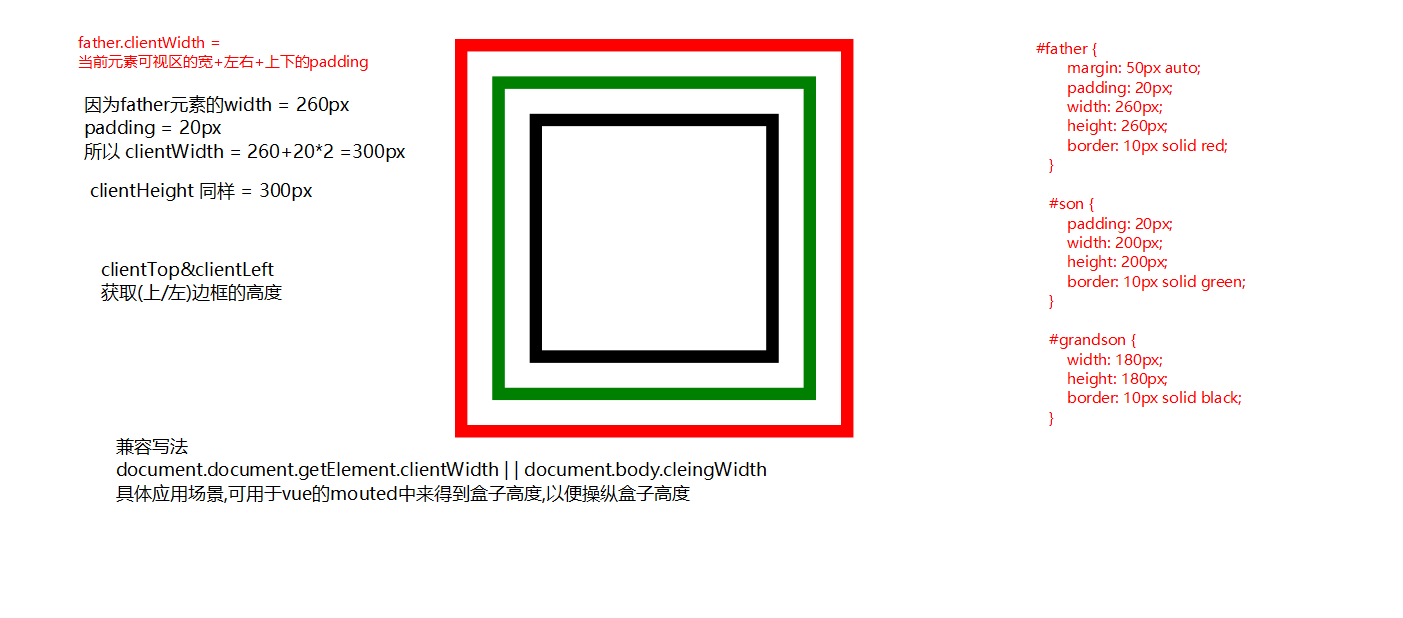 father.clientWidth =
当前元素可视区的宽+左右+上下的padding
因为father元素的width = 260px
padding = 20px
所以 clientWidth = 260+20*2 =300px
clientHeight 同样 = 300px
clientTop&clientLeft
获取(上/左)边框的高度
兼容写法
document.document.getElement.clientWidth | | document.body.cleingWidth
具体应用场景,可用于vue的mouted中来得到盒子高度,以便操纵盒子高度
#father {
margin: 50px auto;
padding: 20px;
width: 260px;
height: 260px;
border: 10px solid red;
}
#son {
padding: 20px;
width: 200px;
height: 200px;
border: 10px solid green;
}
#grandson {
width: 180px;
height: 180px;
border: 10px solid black;
}